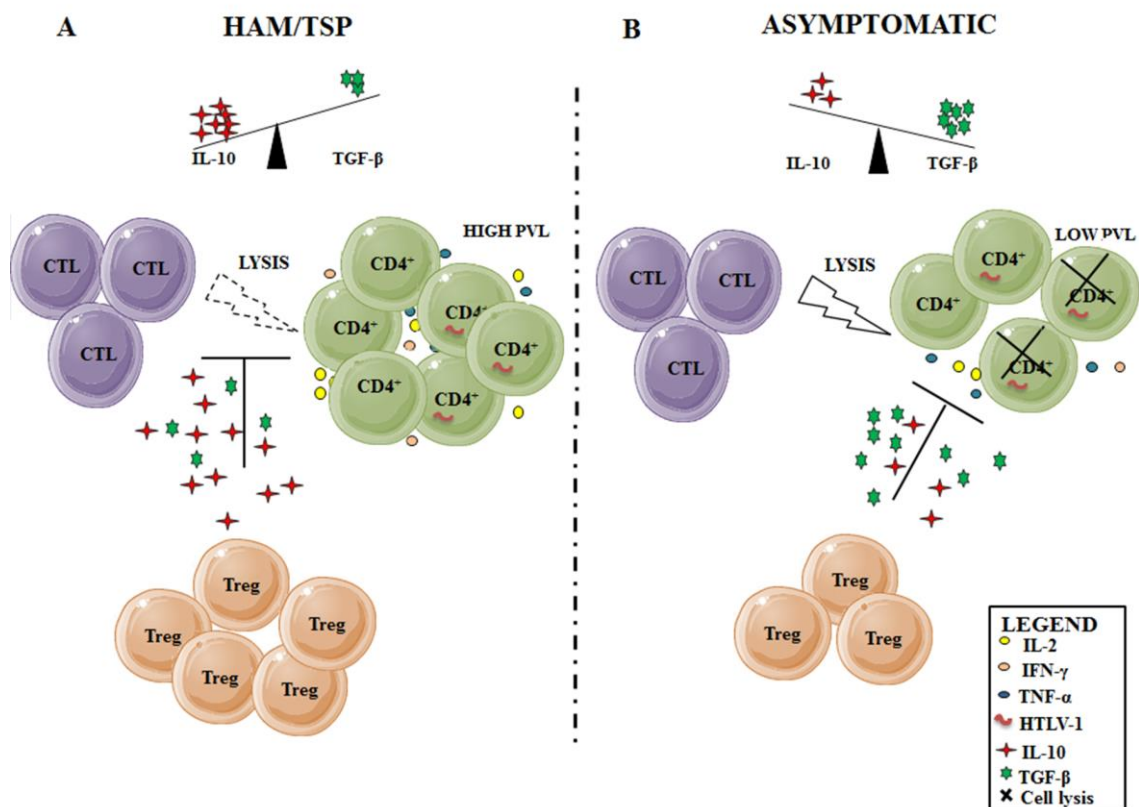 A
HAM/TSP
IL-10
TGF-β
CTL
CTL
CTL
LYSIS
HIGH PVL
CD4⁺
CD4⁺
CD4⁺
CD4⁺
CD4⁺
CD4⁺
Treg
Treg
Treg
Treg
Treg
B
ASYMPTOMATIC
IL-10
TGF-β
CTL
CTL
CTL
LYSIS
LOW PVL
CD4⁺
CD4⁺
CD4⁺
CD4⁺
Treg
Treg
Treg
LEGEND
IL-2
IFN-γ
TNF-α
HTLV-1
IL-10
TGF-β
Cell lysis